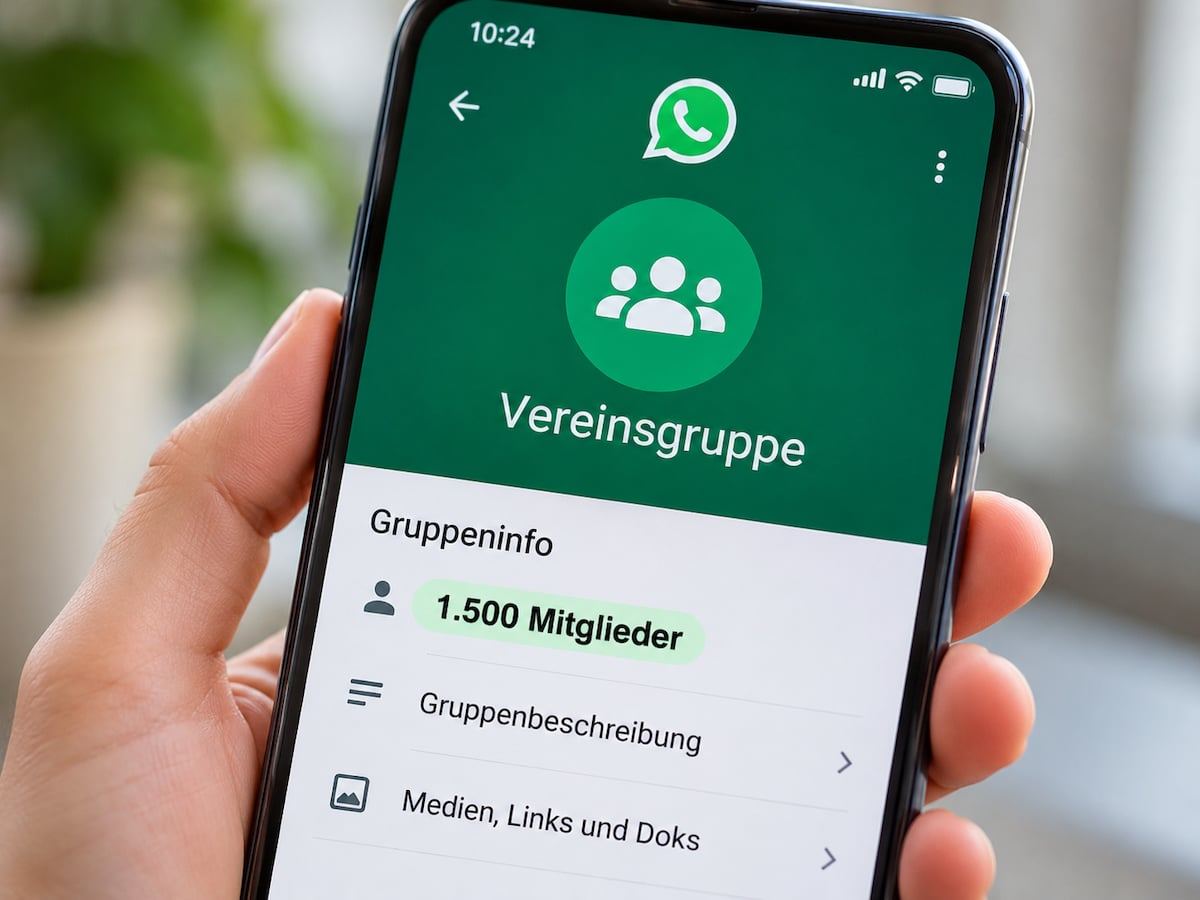 10:24
Vereinsgruppe
Gruppeninfo
1.500 Mitglieder
Gruppenbeschreibung
Medien, Links und Doks